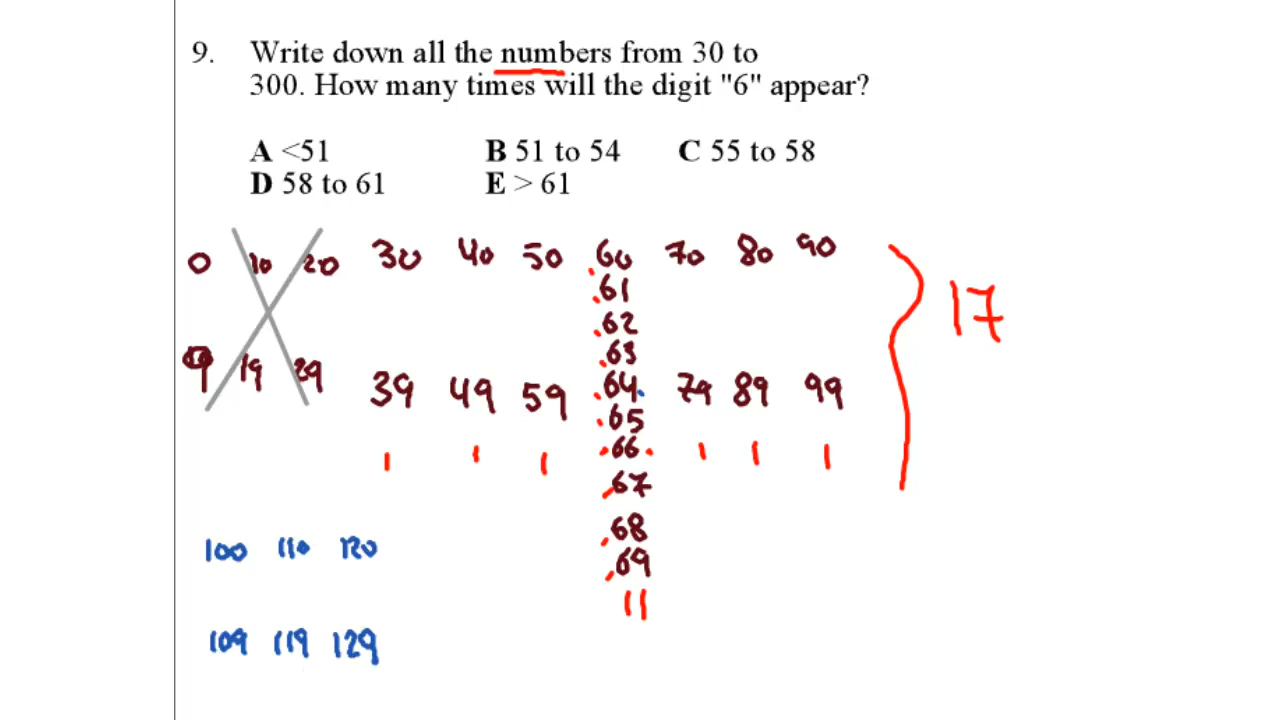 9. Write down all the numbers from 30 to
300. How many times will the digit "6" appear?
A <51 B 51 to 54 C 55 to 58
D 58 to 61 E > 61
0 10 20 30 40 50 60 70 80 90
61
17
62
63
9 19 29 39 49 59 64 79 89 99
65
66
1 1 1 1 1 1
67
68
100 110 120
69
11
109 119 129